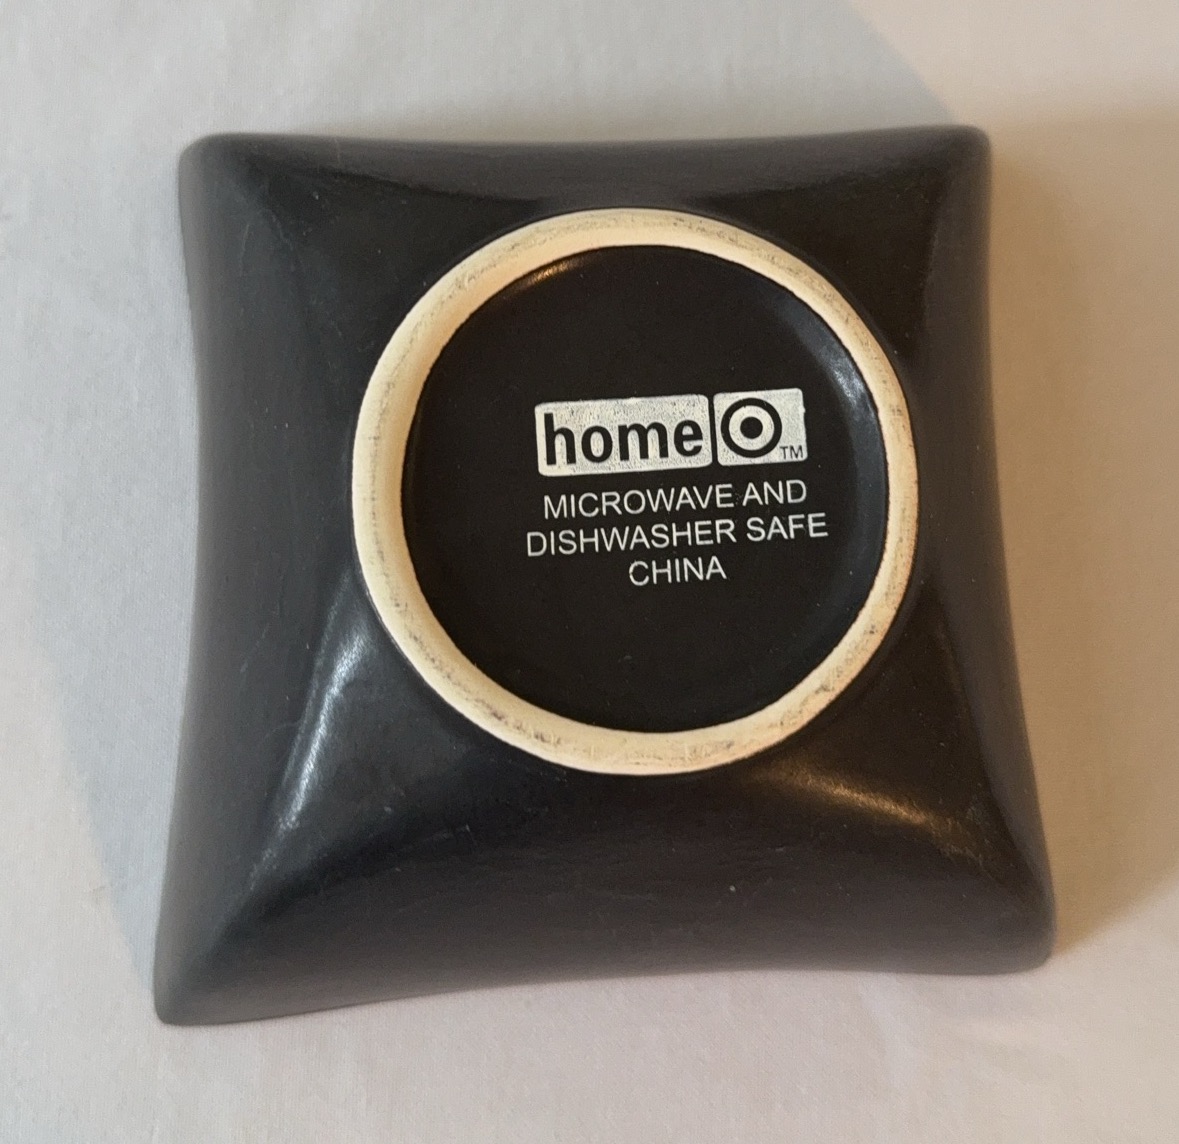 home TM
MICROWAVE AND
DISHWASHER SAFE
CHINA